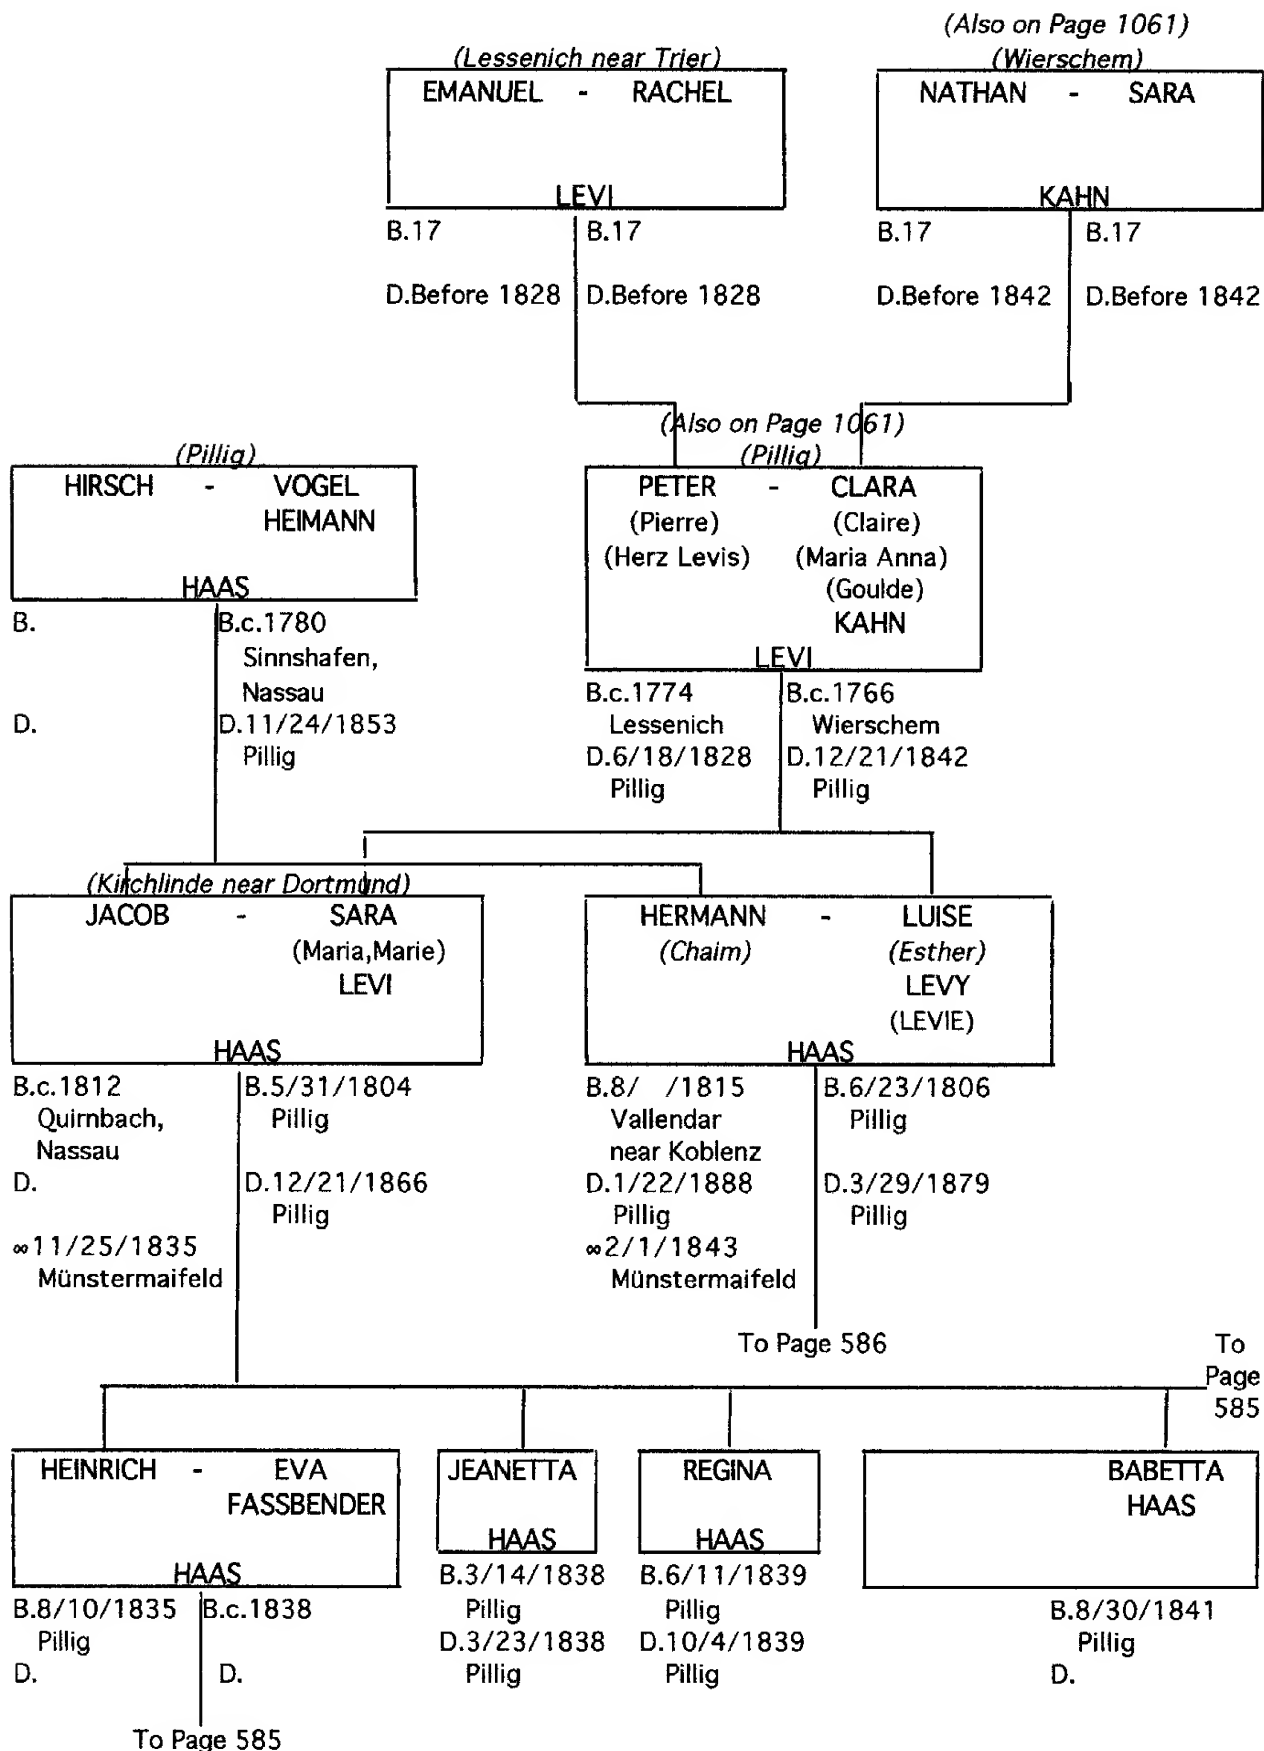 (Also on Page 1061)
(Lessenich near Trier)
(Wierschem)
EMANUEL - RACHEL
LEVI
NATHAN - SARA
KAHN
B.17 B.17
D.Before 1828 D.Before 1828
B.17 B.17
D.Before 1842 D.Before 1842
(Pillig)
HIRSCH - VOGEL
HEIMANN
HAAS
B. B.c.1780
Sinnshafen,
Nassau
D. D.11/24/1853
Pillig
(Also on Page 1061)
(Pillig)
PETER - CLARA
(Pierre) (Claire)
(Herz Levis) (Maria Anna)
(Goulde)
KAHN
LEVI
B.c.1774 B.c.1766
Lessenich Wierschem
D.6/18/1828 D.12/21/1842
Pillig Pillig
(Kirchlinde near Dortmund)
JACOB - SARA
(Maria,Marie)
LEVI
HAAS
B.c.1812 B.5/31/1804
Quirnbach, Pillig
Nassau
D. D.12/21/1866
Pillig
∞11/25/1835
Münstermaifeld
HERMANN - LUISE
(Chaim) (Esther)
LEVY
(LEVIE)
HAAS
B.8/ /1815 B.6/23/1806
Vallendar Pillig
near Koblenz
D.1/22/1888 D.3/29/1879
Pillig Pillig
∞2/1/1843
Münstermaifeld
To Page 586
To
Page
585
HEINRICH - EVA
FASSBENDER
HAAS
B.8/10/1835 B.c.1838
Pillig
D. D.
To Page 585
JEANETTA
HAAS
B.3/14/1838
Pillig
D.3/23/1838
Pillig
REGINA
HAAS
B.6/11/1839
Pillig
D.10/4/1839
Pillig
BABETTA
HAAS
B.8/30/1841
Pillig
D.